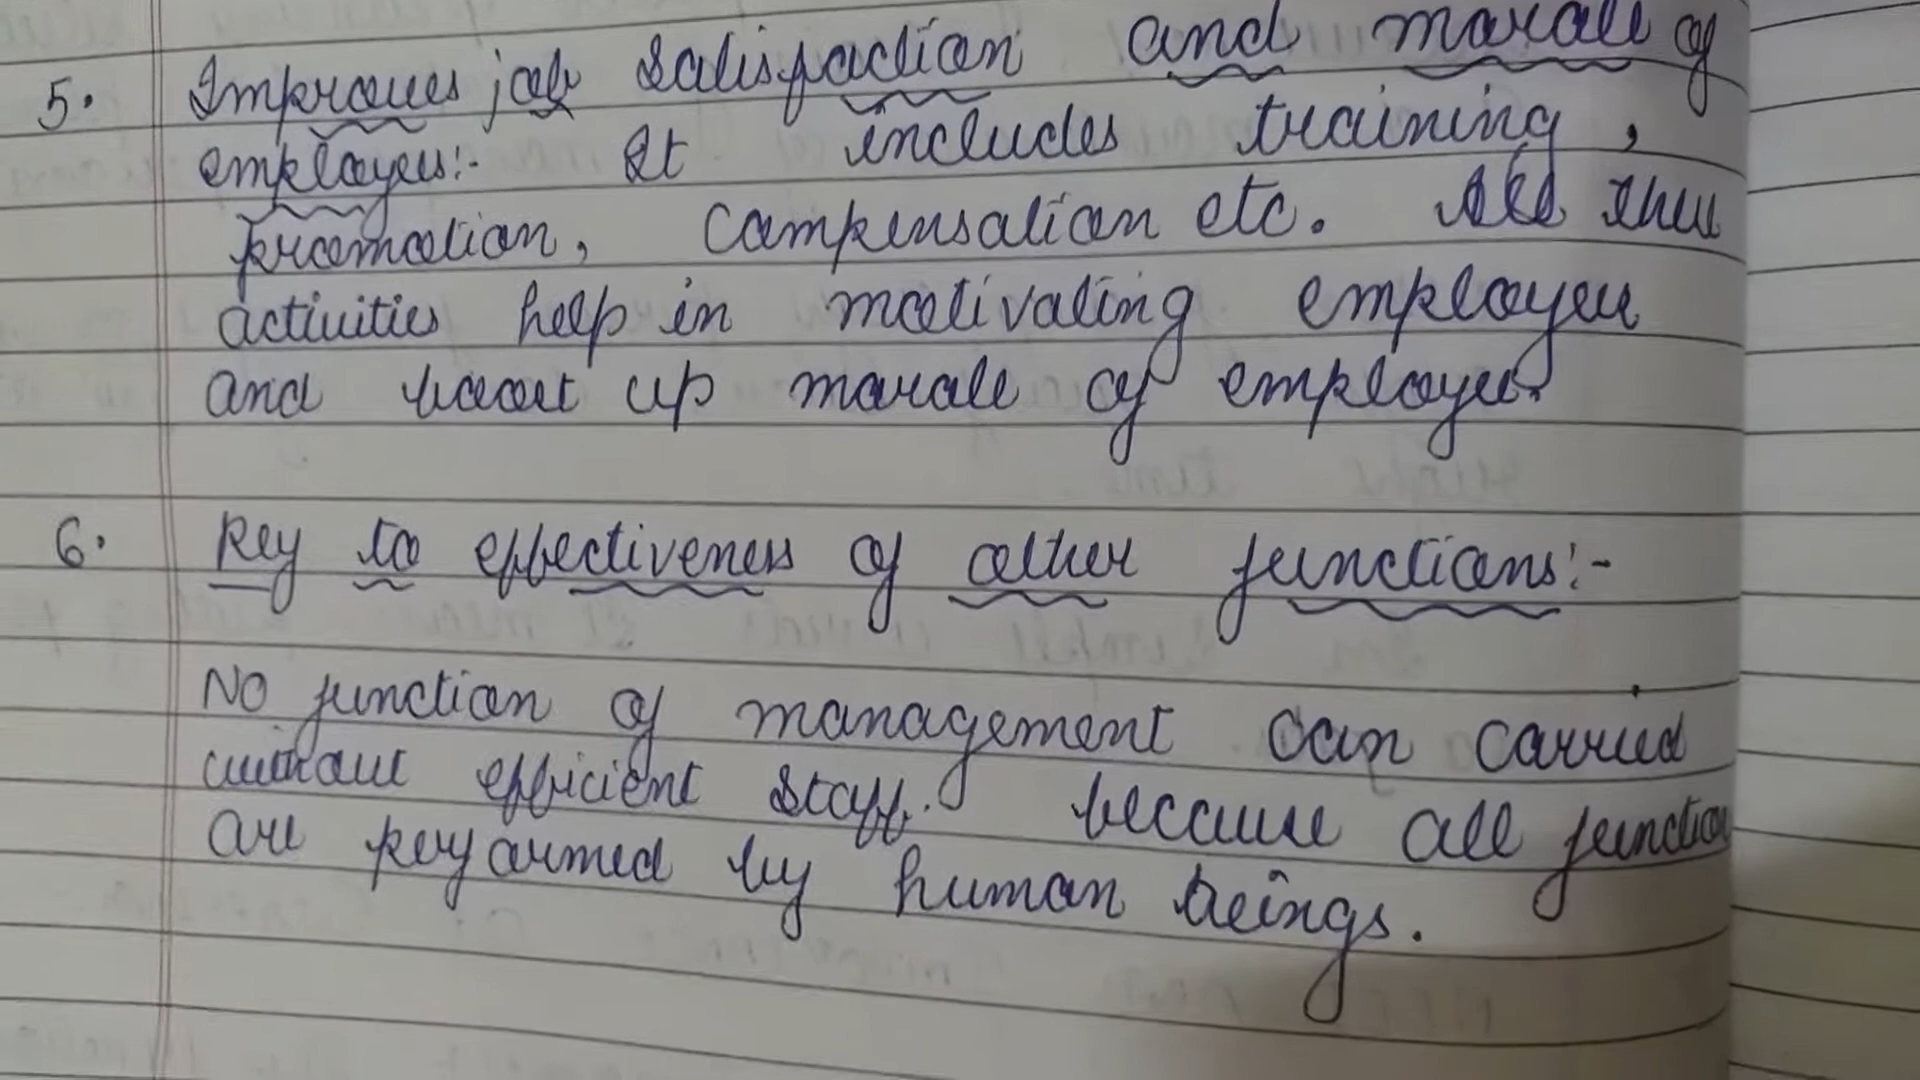 5. Improves job satisfaction and morale of
employees:- It includes training,
promotion, compensation etc. All these
activities help in motivating employees
and boost up morale of employees.
6. Key to effectiveness of other functions:-
No function of management can carried
without efficient staff. because all function
are performed by human beings.